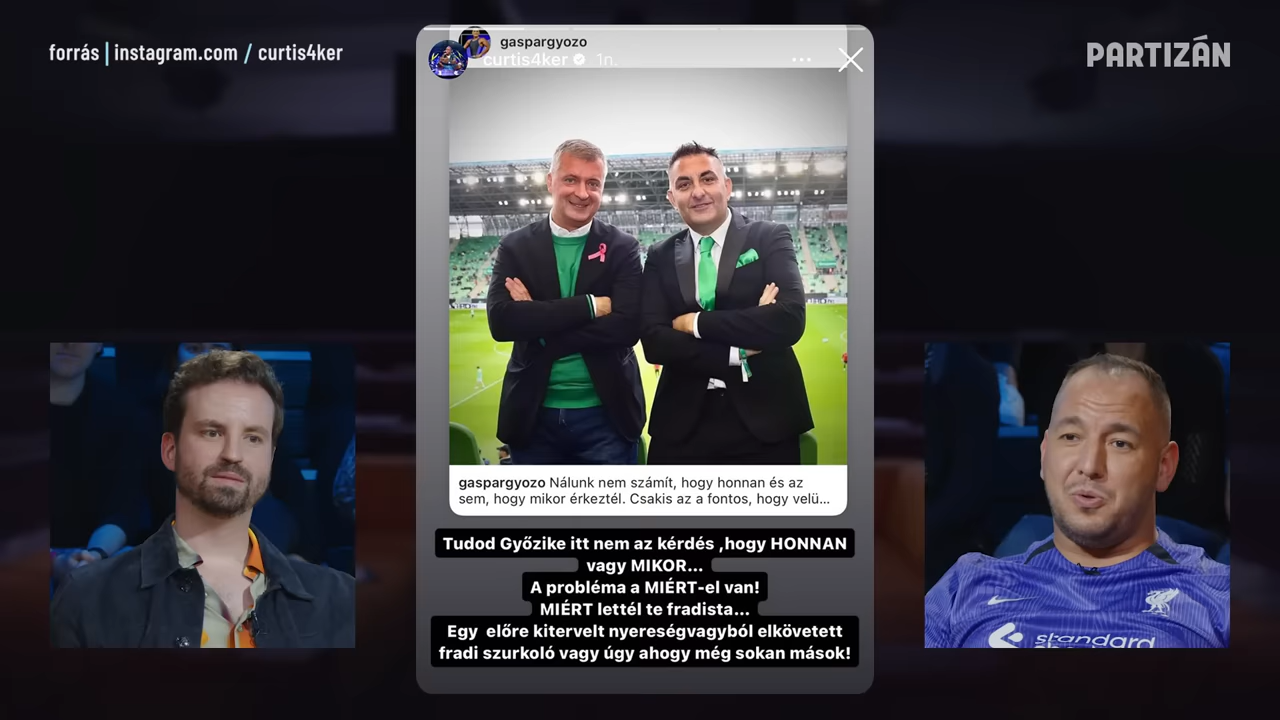 forrás | instagram.com / curtis4ker
PARTIZÁN
gaspargyozo
curtis4ker 1n.
gaspargyozo Nálunk nem számít, hogy honnan és az
sem, hogy mikor érkeztél. Csakis az a fontos, hogy velü...
Tudod Győzike itt nem az kérdés ,hogy HONNAN
vagy MIKOR...
A probléma a MIÉRT-el van!
MIÉRT lettél te fradista...
Egy előre kitervelt nyereségvagyból elkövetett
fradi szurkoló vagy úgy ahogy még sokan mások!
standard